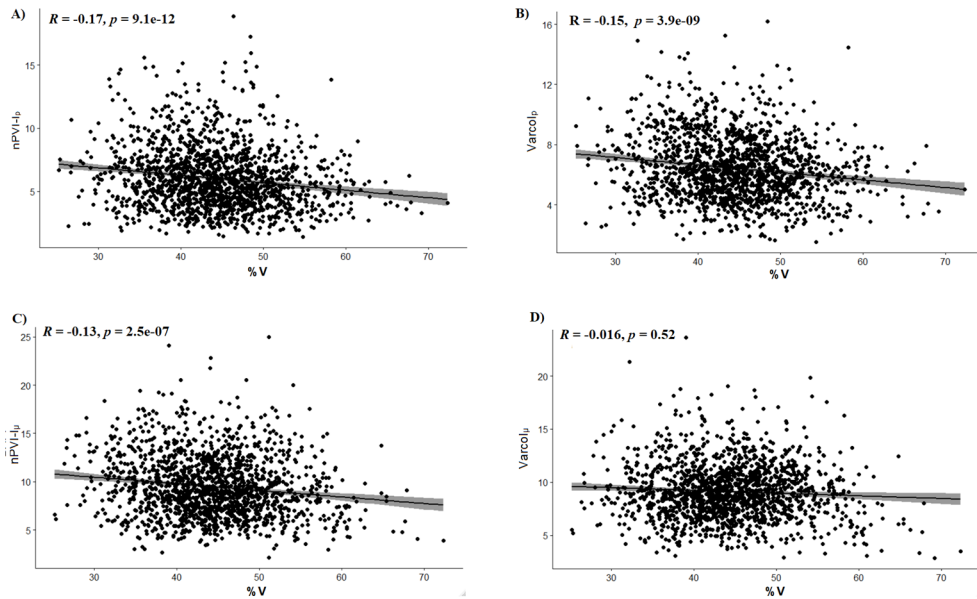 A)
R = -0.17, p = 9.1e-12
15
10
5
nPVI-Iₚ
30 40 50 60 70
% V
B)
R = -0.15, p = 3.9e-09
16
12
8
4
VarcoIₚ
30 40 50 60 70
% V
C)
R = -0.13, p = 2.5e-07
25
20
15
10
5
nPVI-Iµ
30 40 50 60 70
% V
D)
R = -0.016, p = 0.52
20
15
10
5
VarcoIµ
30 40 50 60 70
% V